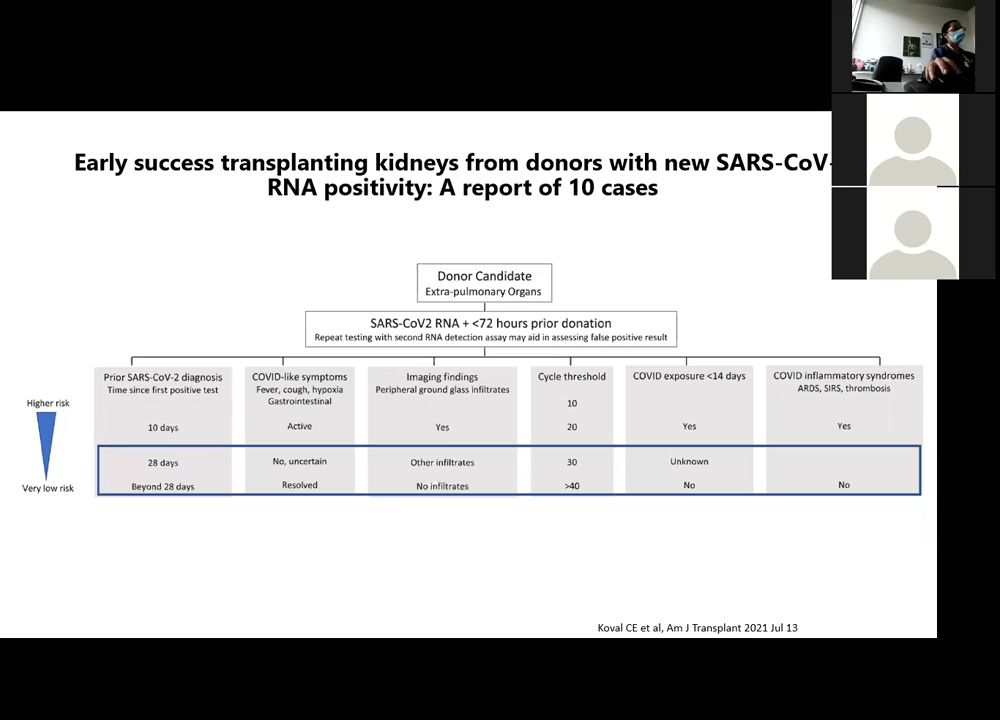 Early success transplanting kidneys from donors with new SARS-CoV-
RNA positivity: A report of 10 cases
Donor Candidate
Extra-pulmonary Organs
SARS-CoV2 RNA + <72 hours prior donation
Repeat testing with second RNA detection assay may aid in assessing false positive result
Higher risk
Very low risk
Prior SARS-CoV-2 diagnosis
Time since first positive test
10 days
28 days
Beyond 28 days
COVID-like symptoms
Fever, cough, hypoxia
Gastrointestinal
Active
No, uncertain
Resolved
Imaging findings
Peripheral ground glass infiltrates
Yes
Other infiltrates
No infiltrates
Cycle threshold
10
20
30
>40
COVID exposure <14 days
Yes
Unknown
No
COVID inflammatory syndromes
ARDS, SIRS, thrombosis
Yes
No
Koval CE et al, Am J Transplant 2021 Jul 13